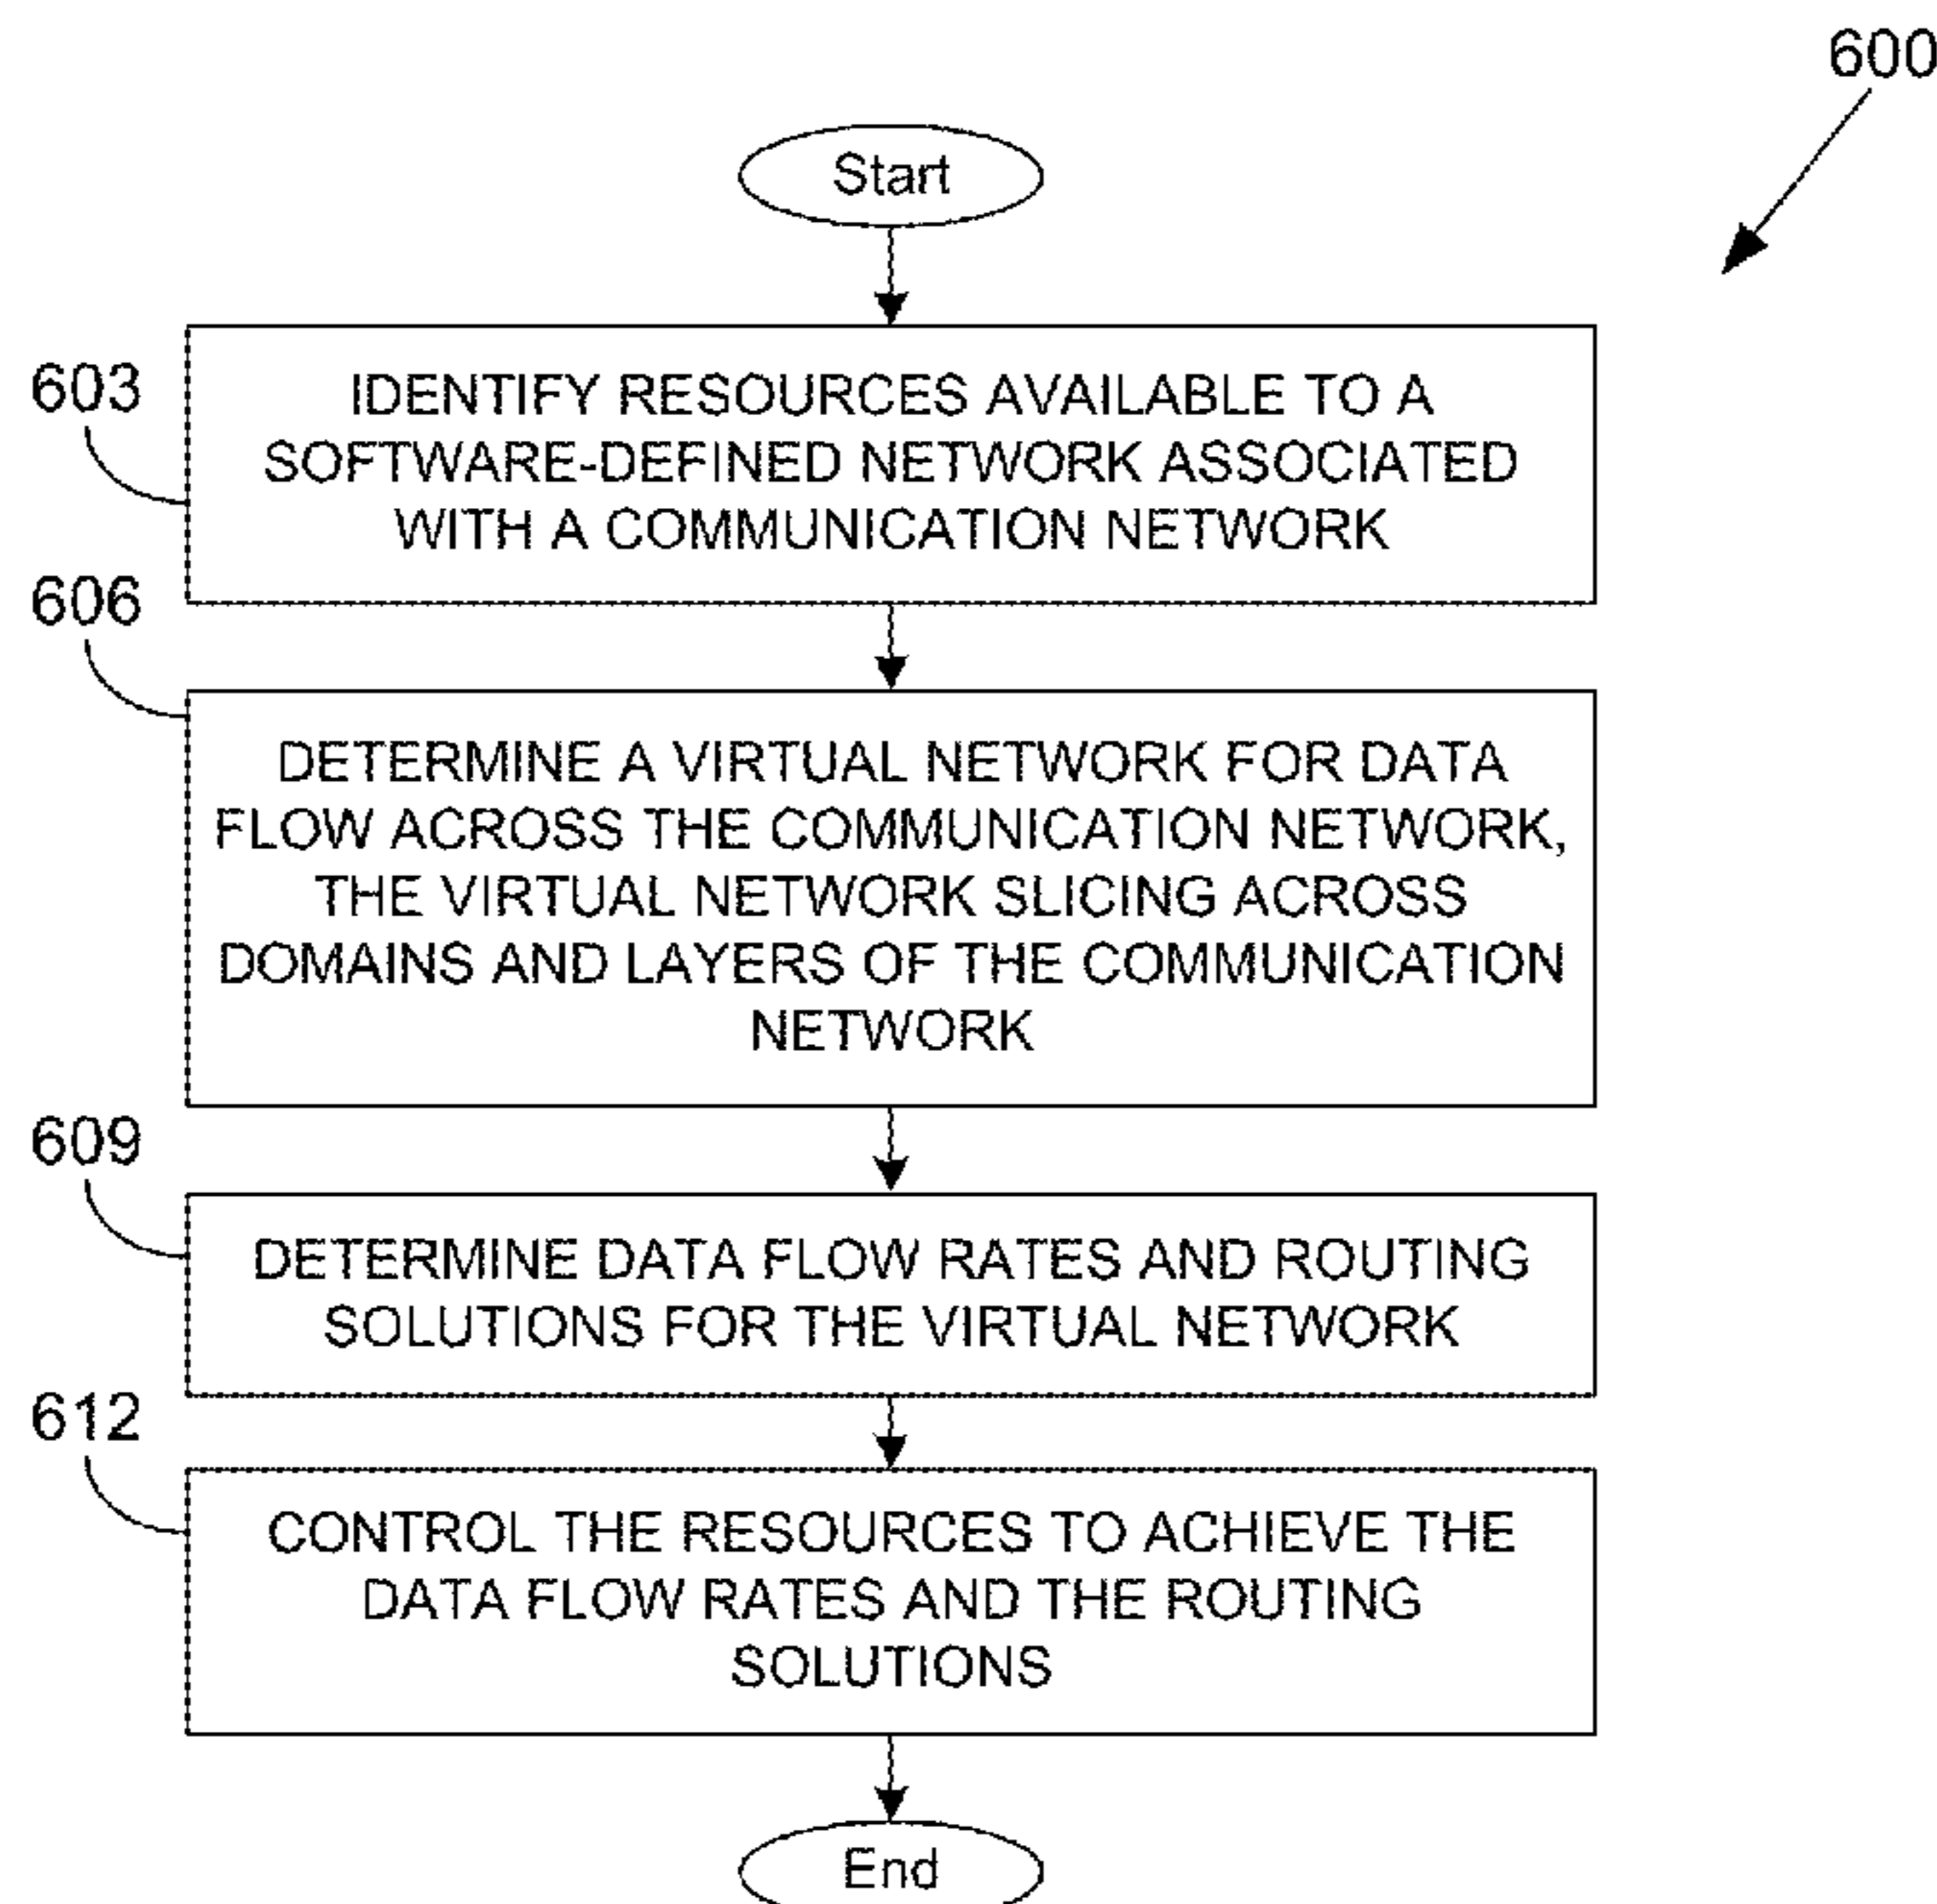 600
Start
603
IDENTIFY RESOURCES AVAILABLE TO A
SOFTWARE-DEFINED NETWORK ASSOCIATED
WITH A COMMUNICATION NETWORK
606
DETERMINE A VIRTUAL NETWORK FOR DATA
FLOW ACROSS THE COMMUNICATION NETWORK,
THE VIRTUAL NETWORK SLICING ACROSS
DOMAINS AND LAYERS OF THE COMMUNICATION
NETWORK
609
DETERMINE DATA FLOW RATES AND ROUTING
SOLUTIONS FOR THE VIRTUAL NETWORK
612
CONTROL THE RESOURCES TO ACHIEVE THE
DATA FLOW RATES AND THE ROUTING
SOLUTIONS
End